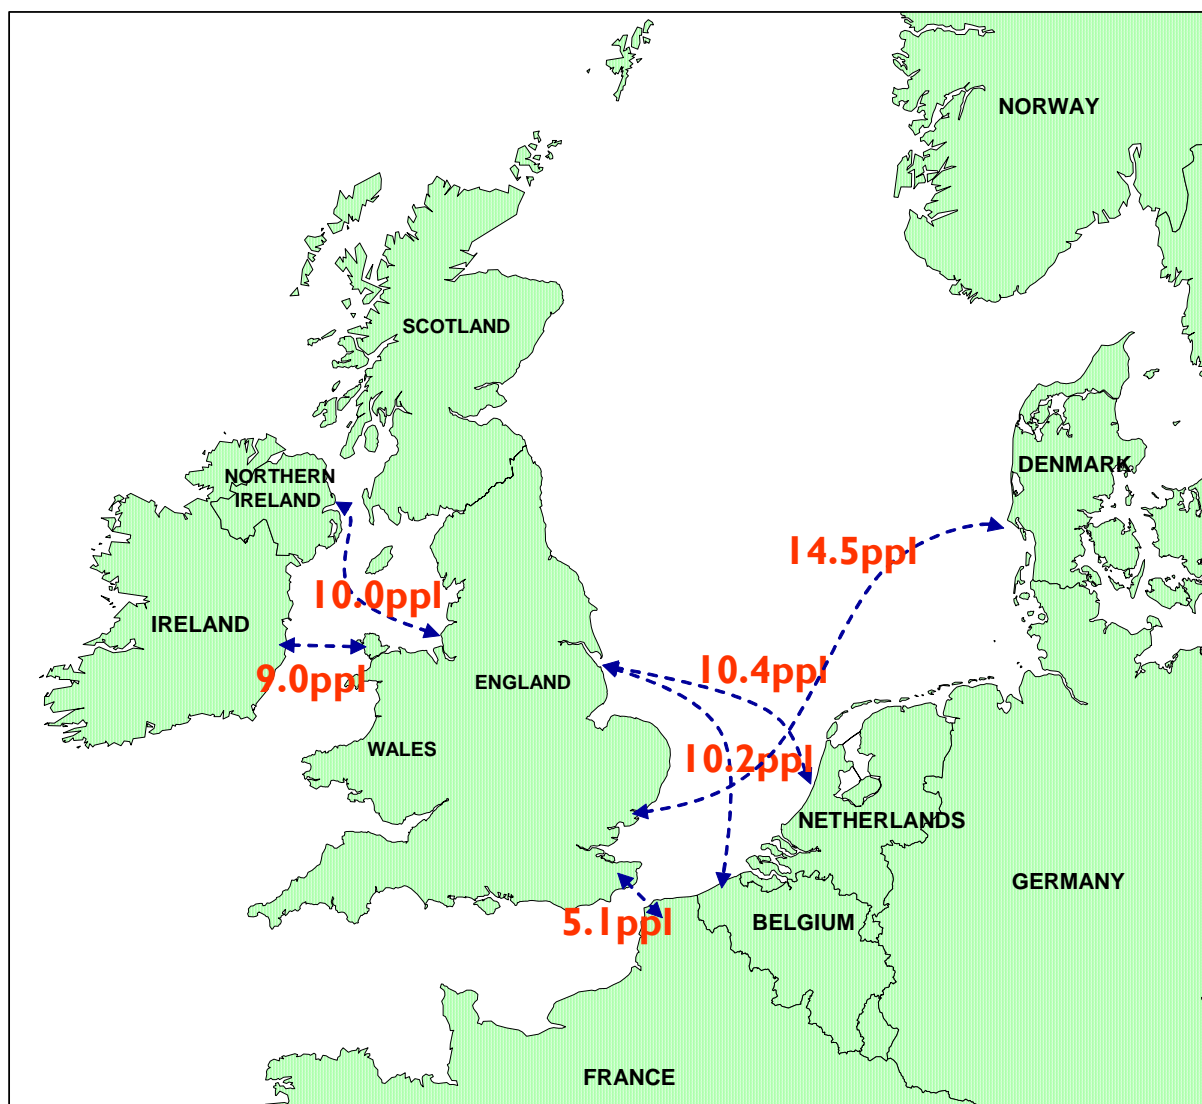 NORWAY
SCOTLAND
DENMARK
NORTHERN
IRELAND
14.5ppl
10.0ppl
IRELAND
10.4ppl
9.0ppl
ENGLAND
WALES
10.2ppl
NETHERLANDS
GERMANY
5.1ppl
BELGIUM
FRANCE